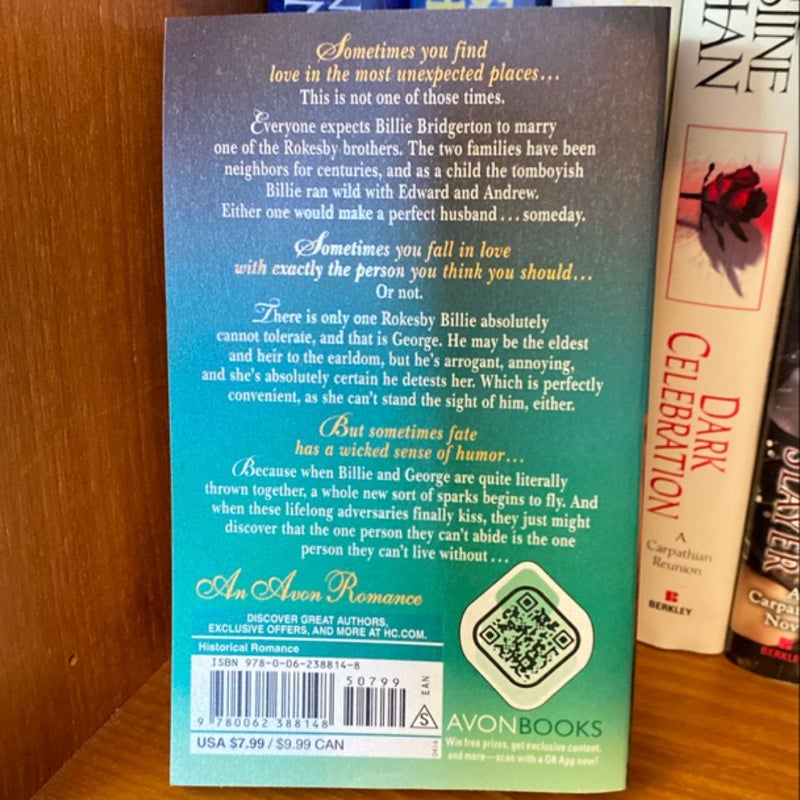 Sometimes you find
love in the most unexpected places...
This is not one of those times.
Everyone expects Billie Bridgerton to marry
one of the Rokesby brothers. The two families have been
neighbors for centuries, and as a child the tomboyish
Billie ran wild with Edward and Andrew.
Either one would make a perfect husband... someday.
Sometimes you fall in love
with exactly the person you think you should...
Or not.
There is only one Rokesby Billie absolutely
cannot tolerate, and that is George. He may be the eldest
and heir to the earldom, but he's arrogant, annoying,
and she's absolutely certain he detests her. Which is perfectly
convenient, as she can't stand the sight of him, either.
But sometimes fate
has a wicked sense of humor...
Because when Billie and George are quite literally
thrown together, a whole new sort of sparks begins to fly. And
when these lifelong adversaries finally kiss, they just might
discover that the one person they can't abide is the one
person they can't live without...
An Avon Romance
DISCOVER GREAT AUTHORS,
EXCLUSIVE OFFERS, AND MORE AT HC.COM.
Historical Romance
ISBN 978-0-06-238814-8
50799
EAN
9 780062 388148
S
0416
USA $7.99 / $9.99 CAN
AVONBOOKS
Win free prizes, get exclusive content,
and more—scan with a QR App now!
HAN
DARK
CELEBRATION
A
Carpathian
Reunion
BERKLEY
INE
SLAYER
A
Carpa
Nov
BERKLE